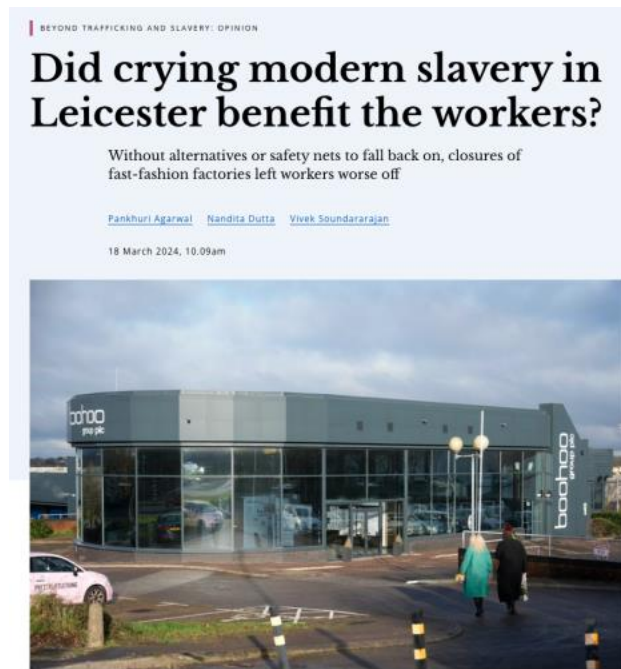 BEYOND TRAFFICKING AND SLAVERY: OPINION
Did crying modern slavery in
Leicester benefit the workers?
Without alternatives or safety nets to fall back on, closures of
fast-fashion factories left workers worse off
Pankhuri Agarwal Nandita Dutta Vivek Soundararajan
18 March 2024, 10.09am
boohoo
group plc
boohoo
group plc
PRETTYLITTLETHING